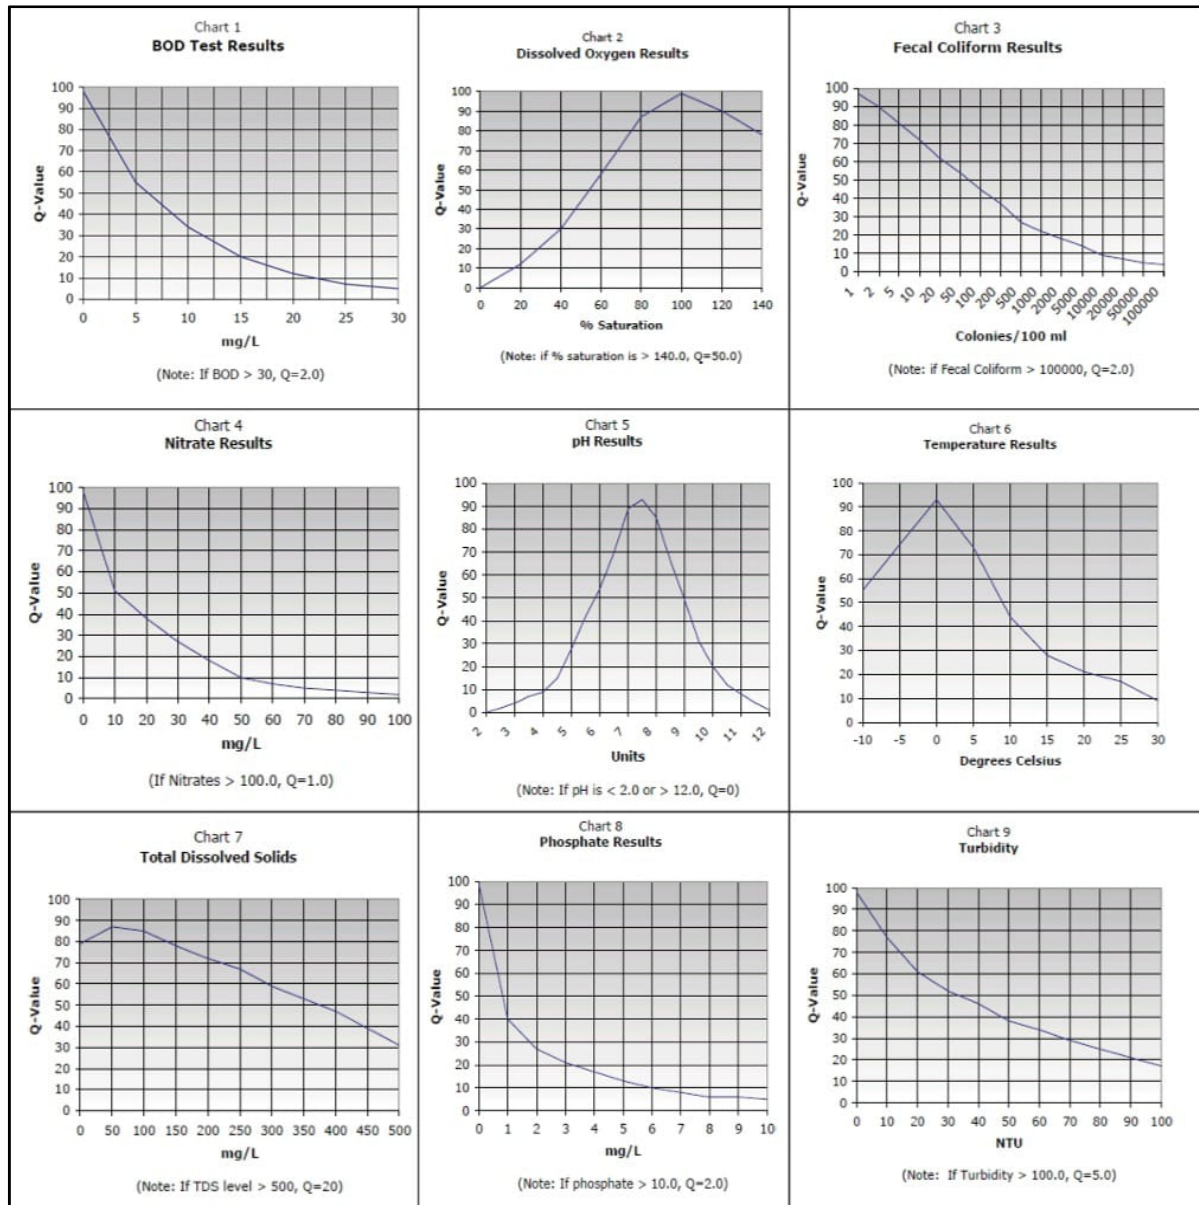 Chart 1
BOD Test Results
100
90
80
70
60
50
40
30
20
10
0
Q-Value
0 5 10 15 20 25 30
mg/L
(Note: If BOD > 30, Q=2.0)
Chart 2
Dissolved Oxygen Results
100
90
80
70
60
50
40
30
20
10
0
Q-Value
0 20 40 60 80 100 120 140
% Saturation
(Note: if % saturation is > 140.0, Q=50.0)
Chart 3
Fecal Coliform Results
100
90
80
70
60
50
40
30
20
10
0
Q-Value
1 2 5 10 20 50 100 200 500 1000 2000 5000 10000 20000 50000 100000
Colonies/100 ml
(Note: if Fecal Coliform > 100000, Q=2.0)
Chart 4
Nitrate Results
100
90
80
70
60
50
40
30
20
10
0
Q-Value
0 10 20 30 40 50 60 70 80 90 100
mg/L
(If Nitrates > 100.0, Q=1.0)
Chart 5
pH Results
100
90
80
70
60
50
40
30
20
10
0
Q-Value
2 3 4 5 6 7 8 9 10 11 12
Units
(Note: If pH is < 2.0 or > 12.0, Q=0)
Chart 6
Temperature Results
100
90
80
70
60
50
40
30
20
10
0
Q-Value
-10 -5 0 5 10 15 20 25 30
Degrees Celsius
Chart 7
Total Dissolved Solids
100
90
80
70
60
50
40
30
20
10
0
Q-Value
0 50 100 150 200 250 300 350 400 450 500
mg/L
(Note: If TDS level > 500, Q=20)
Chart 8
Phosphate Results
100
90
80
70
60
50
40
30
20
10
0
Q-Value
0 1 2 3 4 5 6 7 8 9 10
mg/L
(Note: If phosphate > 10.0, Q=2.0)
Chart 9
Turbidity
100
90
80
70
60
50
40
30
20
10
0
Q-Value
0 10 20 30 40 50 60 70 80 90 100
NTU
(Note: If Turbidity > 100.0, Q=5.0)